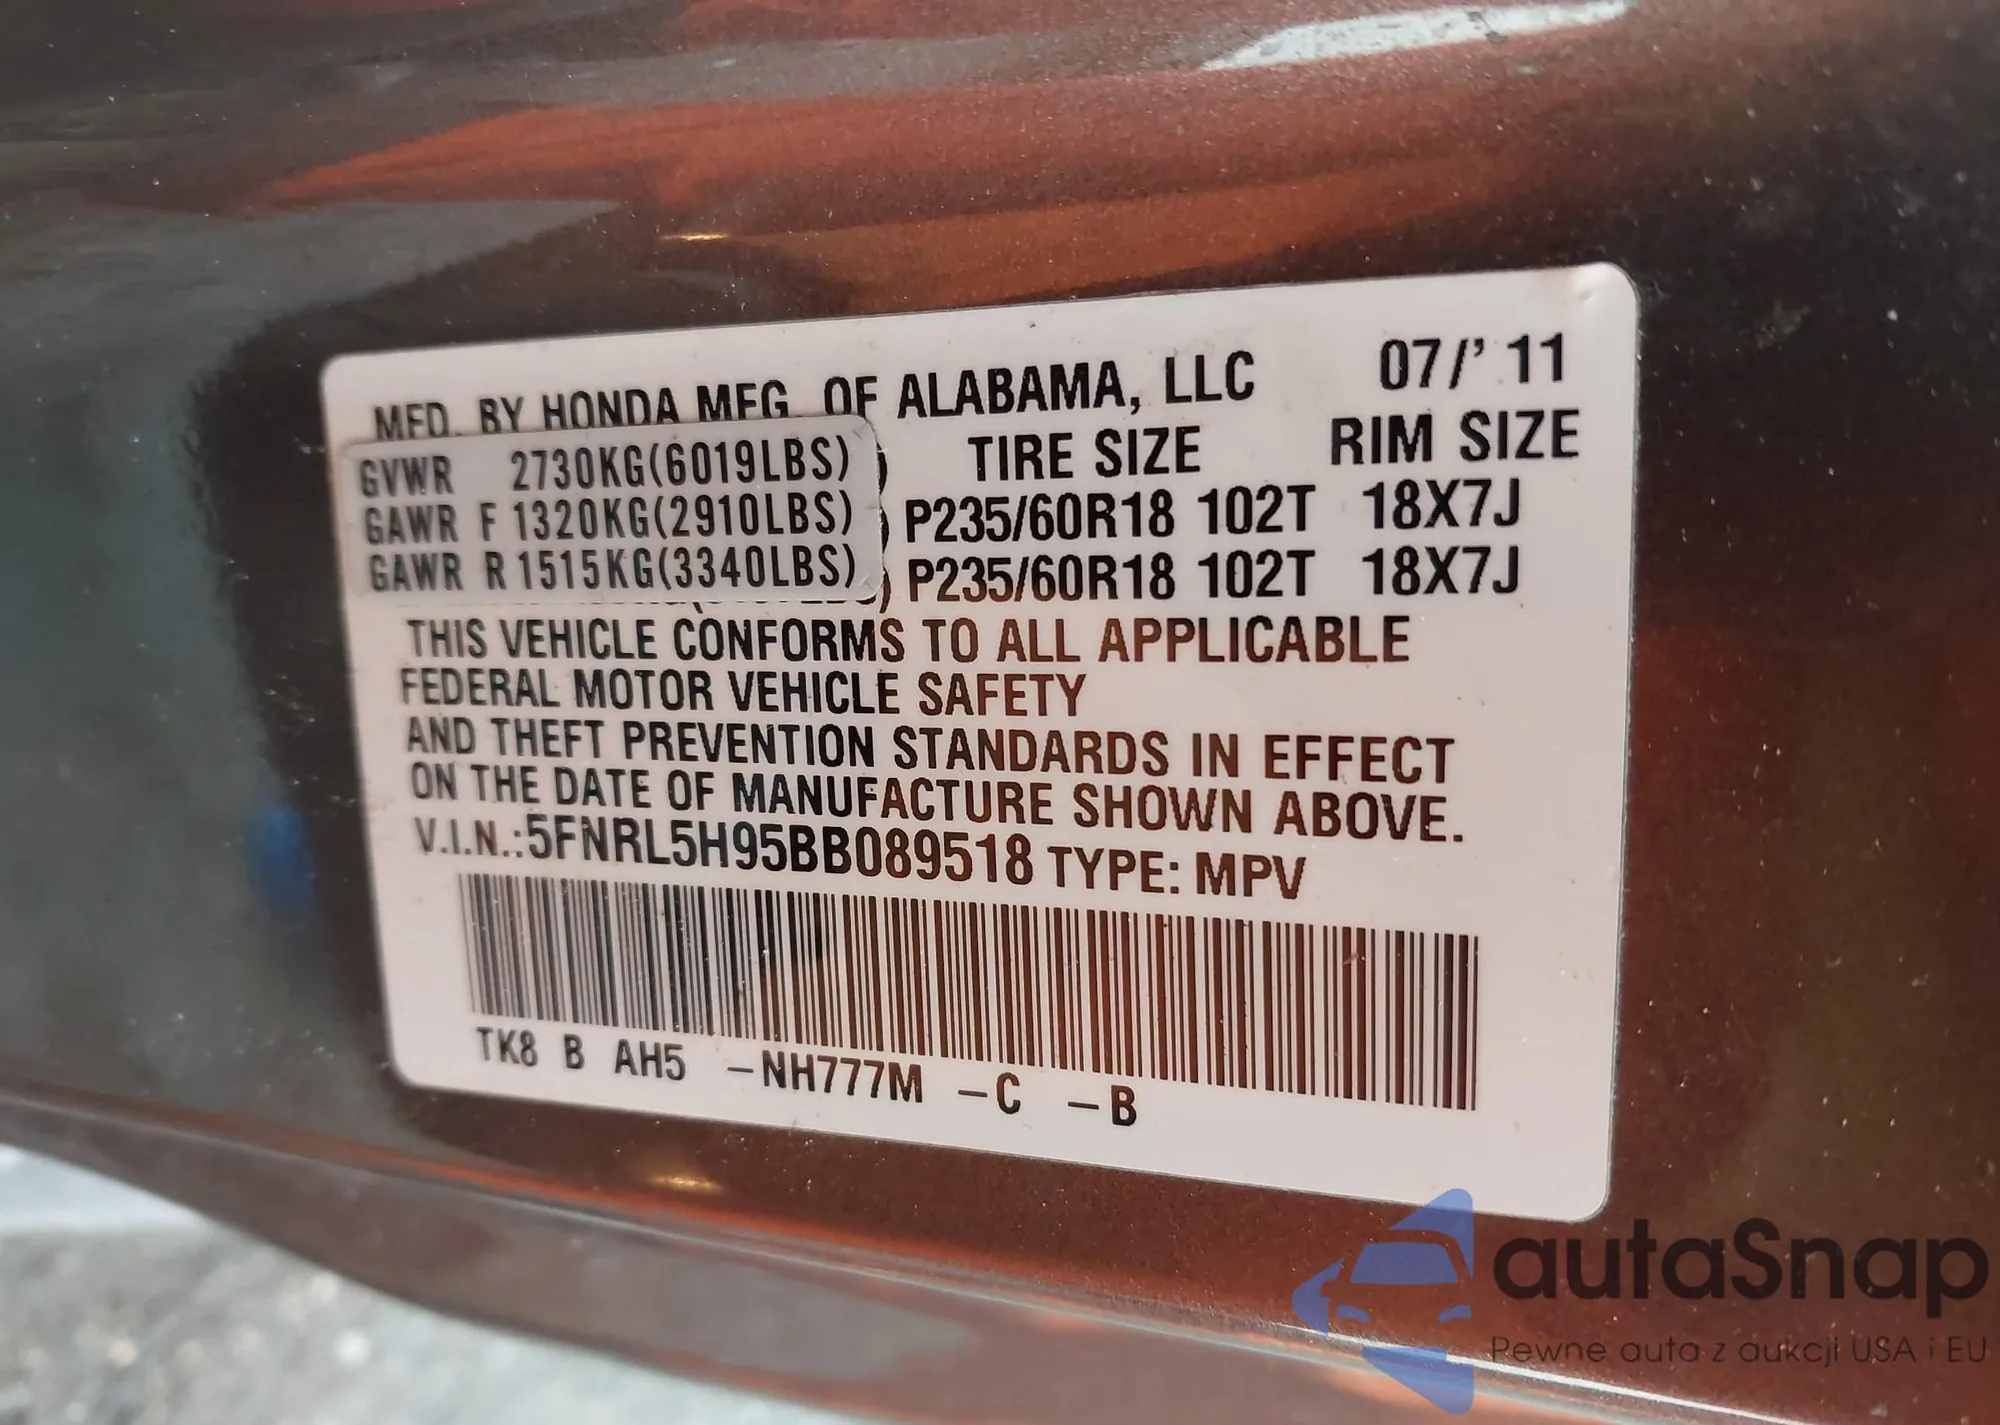 MFD. BY HONDA MFG. OF ALABAMA, LLC 07/'11
GVWR 2730KG(6019LBS) TIRE SIZE RIM SIZE
GAWR F 1320KG(2910LBS) P235/60R18 102T 18X7J
GAWR R 1515KG(3340LBS) P235/60R18 102T 18X7J
THIS VEHICLE CONFORMS TO ALL APPLICABLE
FEDERAL MOTOR VEHICLE SAFETY
AND THEFT PREVENTION STANDARDS IN EFFECT
ON THE DATE OF MANUFACTURE SHOWN ABOVE.
V.I.N.:5FNRL5H95BB089518 TYPE: MPV
TK8 B AH5 -NH777M -C -B
autaSnap
Pewne auta z aukcji USA i EU